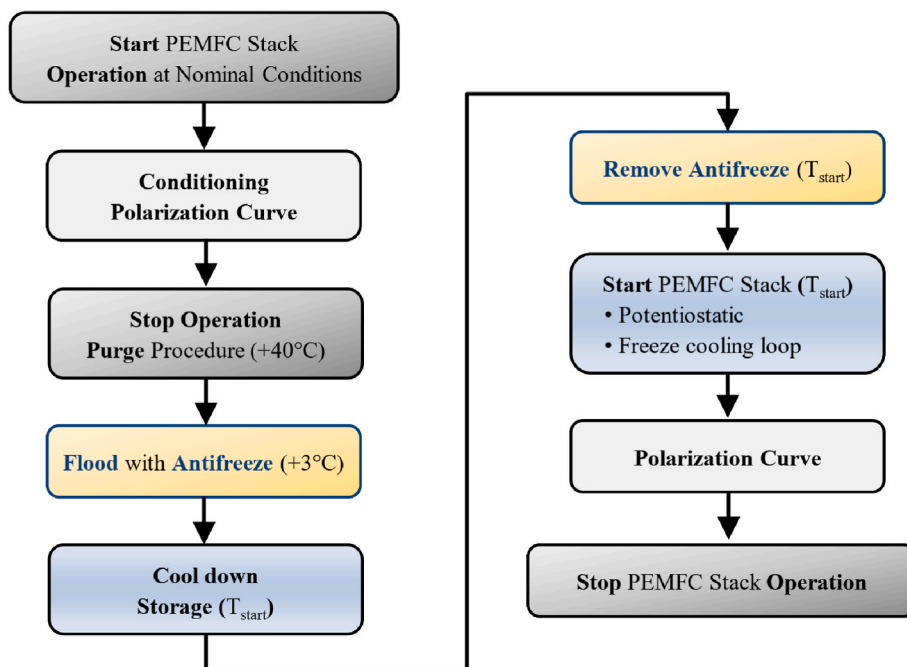 Start PEMFC Stack
Operation at Nominal Conditions
Conditioning
Polarization Curve
Stop Operation
Purge Procedure (+40°C)
Flood with Antifreeze (+3°C)
Cool down
Storage (Tstart)
Remove Antifreeze (Tstart)
Start PEMFC Stack (Tstart)
• Potentiostatic
• Freeze cooling loop
Polarization Curve
Stop PEMFC Stack Operation